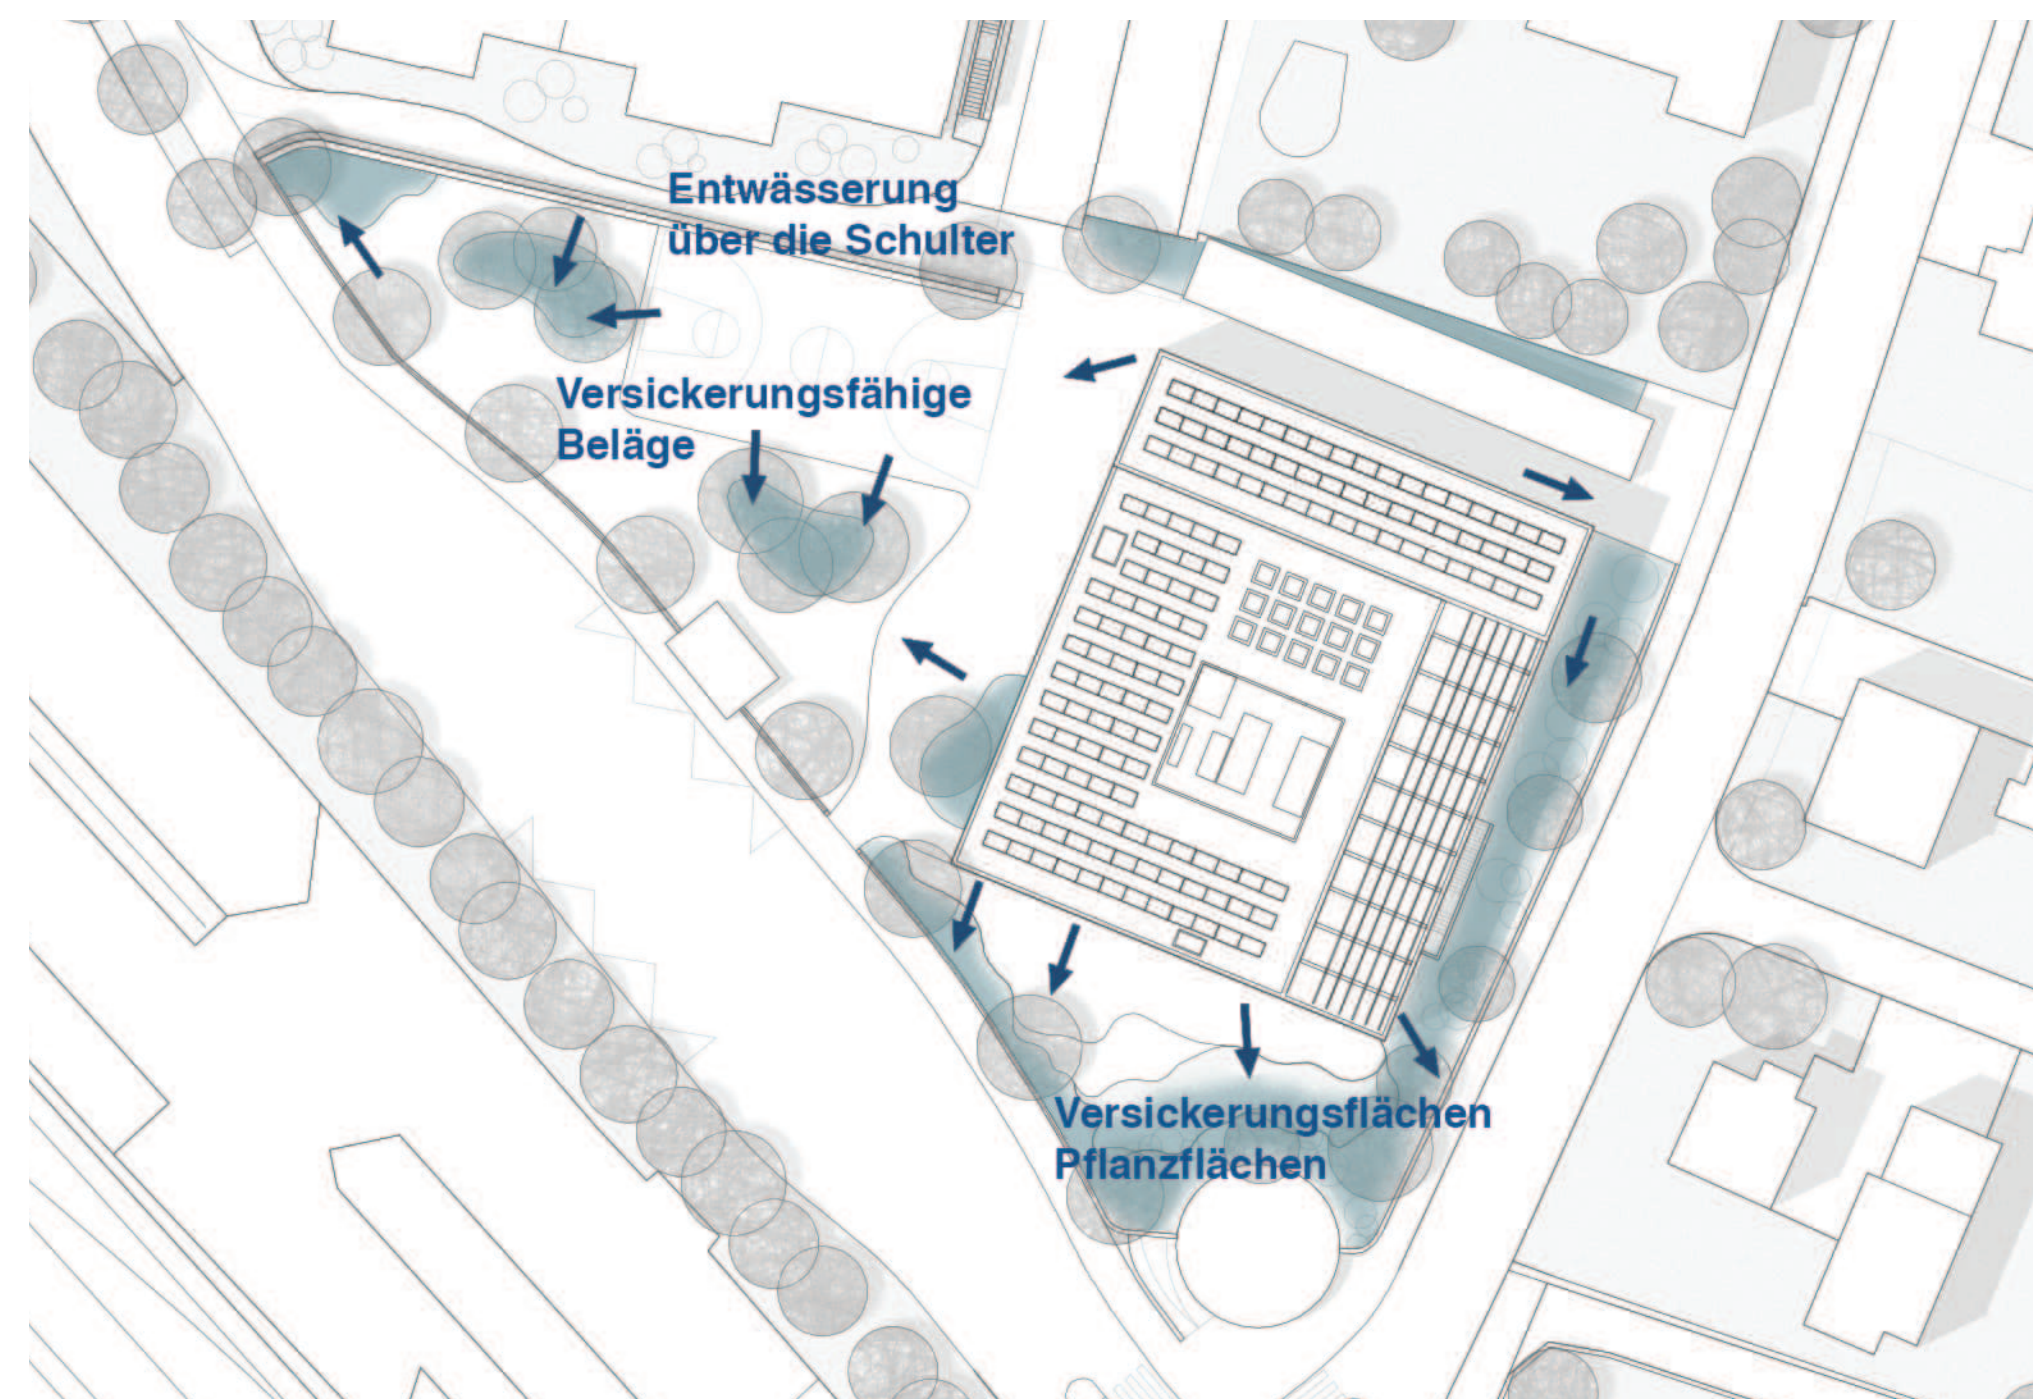 Entwässerung
über die Schulter
Versickerungsfähige
Beläge
Versickerungsflächen
Pflanzflächen